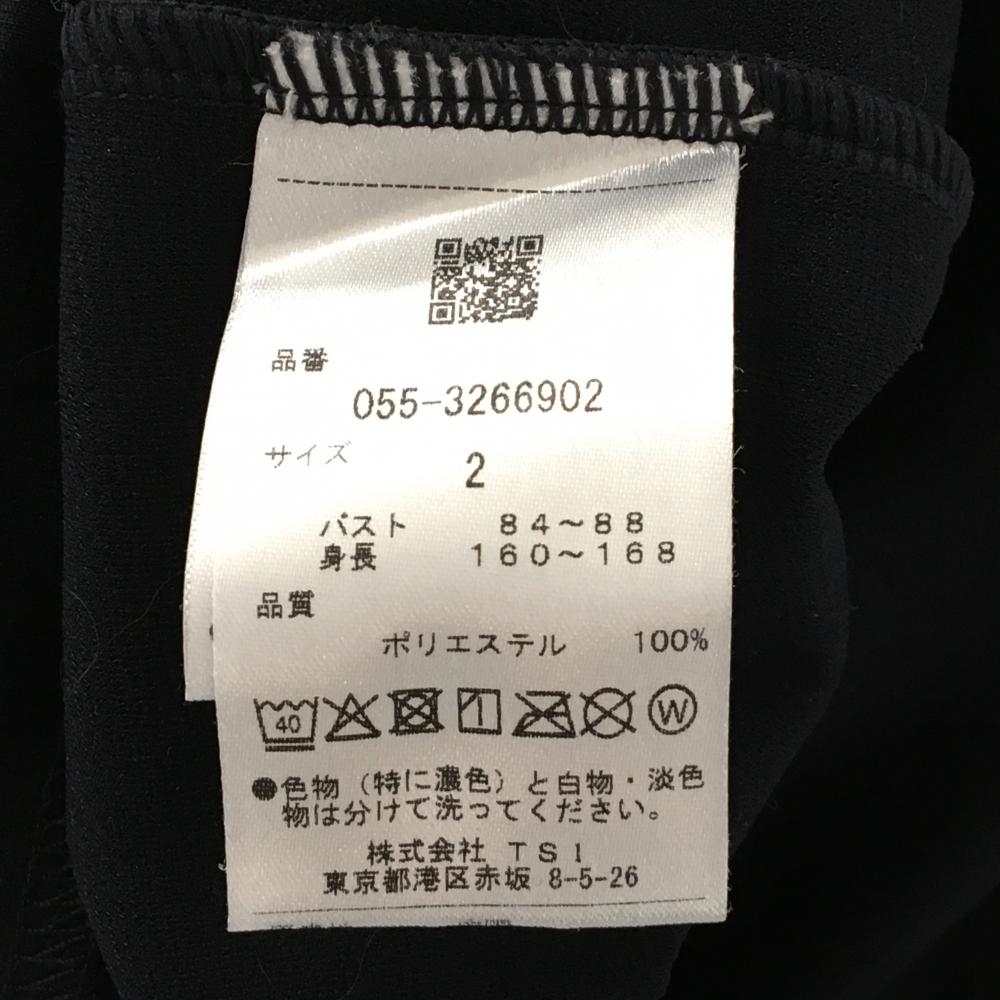 品番
055-3266902
サイズ 2
バスト 84～88
身長 160～168
品質
ポリエステル 100%
40 W
●色物（特に濃色）と白物・淡色
物は分けて洗ってください。
株式会社 TSI
東京都港区赤坂 8-5-26